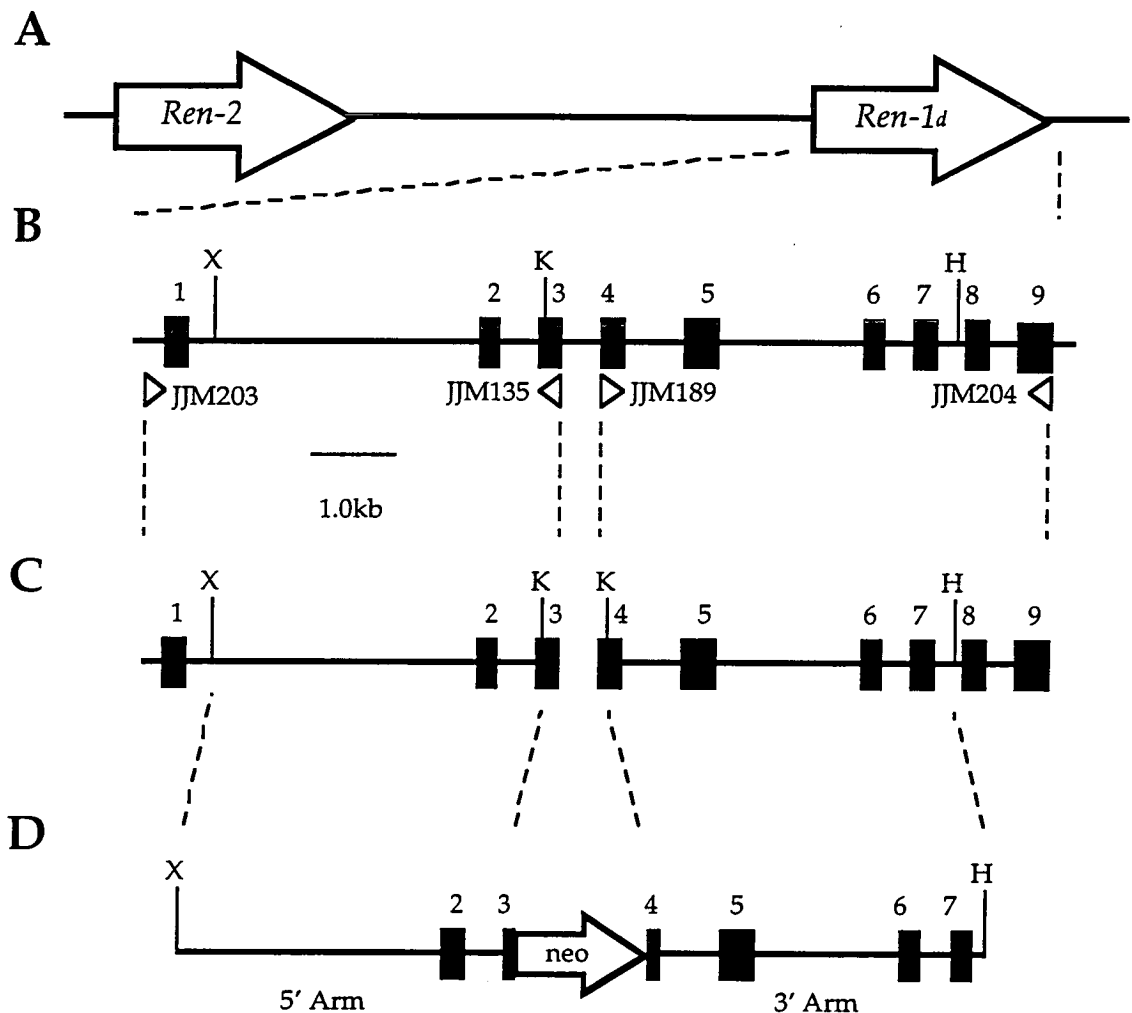 A
Ren-2 Ren-1d
B
X K H
1 2 3 4 5 6 7 8 9
JJM203 JJM135 JJM189 JJM204
1.0kb
C
X K K H
1 2 3 4 5 6 7 8 9
D
X H
2 3 4 5 6 7
neo
5′ Arm 3′ Arm